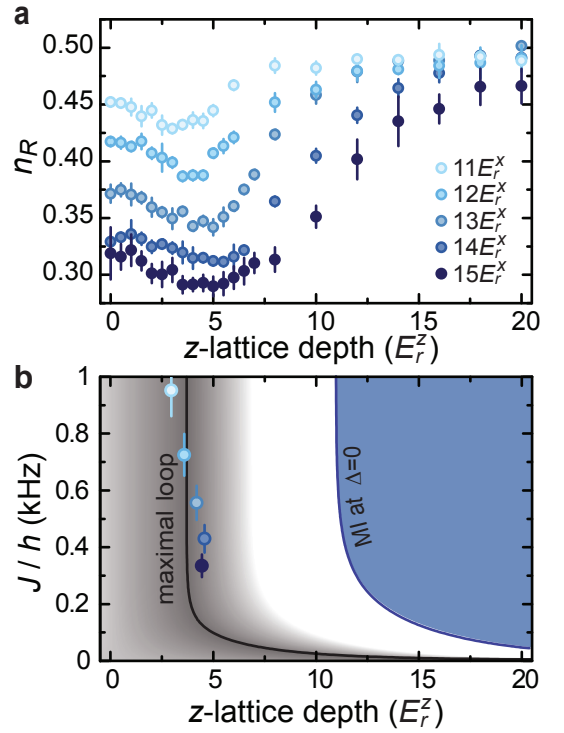 a
n_R
0.50
0.45
0.40
0.35
0.30
11E_r^x
12E_r^x
13E_r^x
14E_r^x
15E_r^x
0 5 10 15 20
z-lattice depth (E_r^z)
b
J / h (kHz)
1
0.8
0.6
0.4
0.2
0
maximal loop
MI at Δ=0
0 5 10 15 20
z-lattice depth (E_r^z)